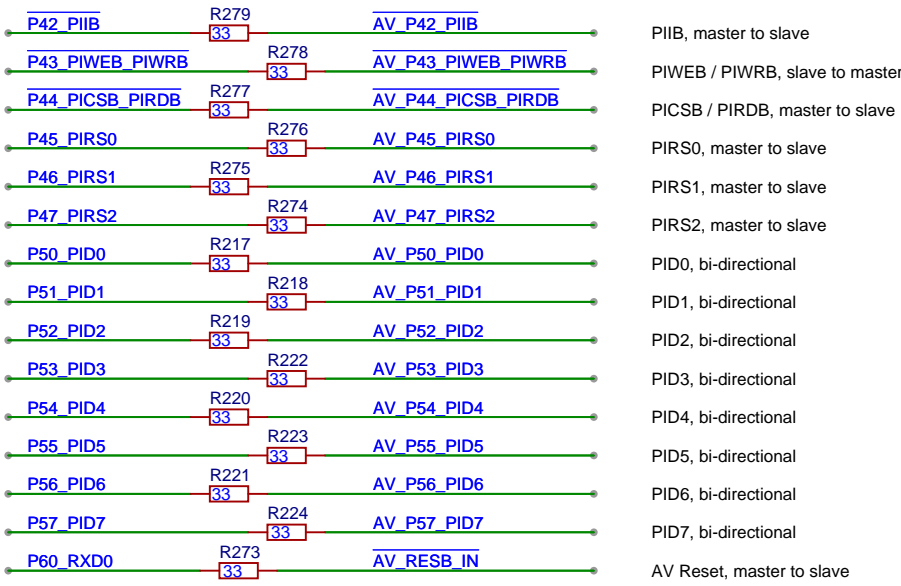 P42_PIIB R279 33 AV_P42_PIIB PIIB, master to slave
P43_PIWEB_PIWRB R278 33 AV_P43_PIWEB_PIWRB PIWEB / PIWRB, slave to master
P44_PICSB_PIRDB R277 33 AV_P44_PICSB_PIRDB PICSB / PIRDB, master to slave
P45_PIRS0 R276 33 AV_P45_PIRS0 PIRS0, master to slave
P46_PIRS1 R275 33 AV_P46_PIRS1 PIRS1, master to slave
P47_PIRS2 R274 33 AV_P47_PIRS2 PIRS2, master to slave
P50_PID0 R217 33 AV_P50_PID0 PID0, bi-directional
P51_PID1 R218 33 AV_P51_PID1 PID1, bi-directional
P52_PID2 R219 33 AV_P52_PID2 PID2, bi-directional
P53_PID3 R222 33 AV_P53_PID3 PID3, bi-directional
P54_PID4 R220 33 AV_P54_PID4 PID4, bi-directional
P55_PID5 R223 33 AV_P55_PID5 PID5, bi-directional
P56_PID6 R221 33 AV_P56_PID6 PID6, bi-directional
P57_PID7 R224 33 AV_P57_PID7 PID7, bi-directional
P60_RXD0 R273 33 AV_RESB_IN AV Reset, master to slave